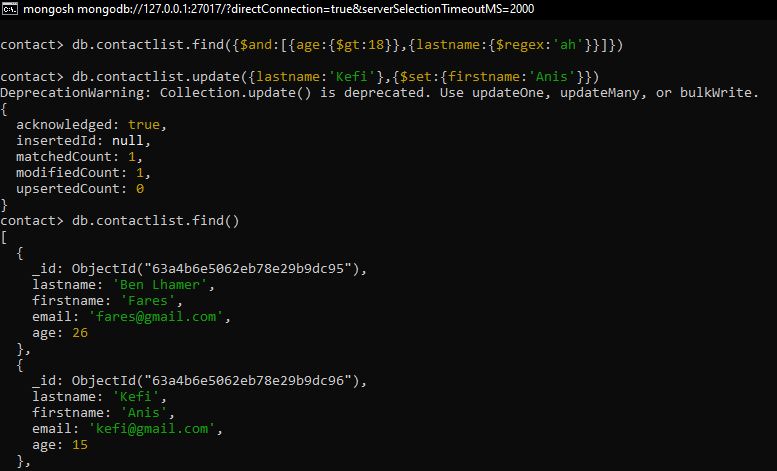 mongosh mongodb://127.0.0.1:27017/?directConnection=true&serverSelectionTimeoutMS=2000
contact> db.contactlist.find({$and:[{age:{$gt:18}},{lastname:{$regex:'ah'}}]})
contact> db.contactlist.update({lastname:'Kefi'},{$set:{firstname:'Anis'}})
DeprecationWarning: Collection.update() is deprecated. Use updateOne, updateMany, or bulkWrite.
{
  acknowledged: true,
  insertedId: null,
  matchedCount: 1,
  modifiedCount: 1,
  upsertedCount: 0
}
contact> db.contactlist.find()
[
  {
    _id: ObjectId("63a4b6e5062eb78e29b9dc95"),
    lastname: 'Ben Lhamer',
    firstname: 'Fares',
    email: 'fares@gmail.com',
    age: 26
  },
  {
    _id: ObjectId("63a4b6e5062eb78e29b9dc96"),
    lastname: 'Kefi',
    firstname: 'Anis',
    email: 'kefi@gmail.com',
    age: 15
  },